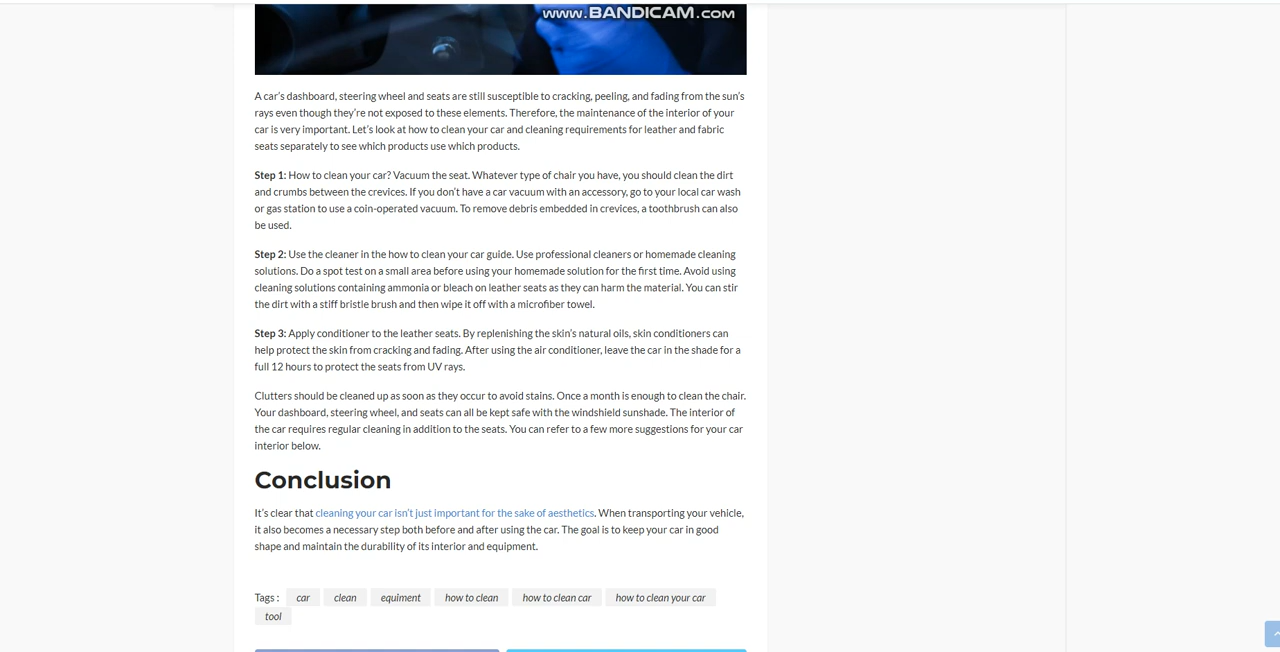 www.BANDICAM.com
A car’s dashboard, steering wheel and seats are still susceptible to cracking, peeling, and fading from the sun’s
rays even though they’re not exposed to these elements. Therefore, the maintenance of the interior of your
car is very important. Let’s look at how to clean your car and cleaning requirements for leather and fabric
seats separately to see which products use which products.
Step 1: How to clean your car? Vacuum the seat. Whatever type of chair you have, you should clean the dirt
and crumbs between the crevices. If you don’t have a car vacuum with an accessory, go to your local car wash
or gas station to use a coin-operated vacuum. To remove debris embedded in crevices, a toothbrush can also
be used.
Step 2: Use the cleaner in the how to clean your car guide. Use professional cleaners or homemade cleaning
solutions. Do a spot test on a small area before using your homemade solution for the first time. Avoid using
cleaning solutions containing ammonia or bleach on leather seats as they can harm the material. You can stir
the dirt with a stiff bristle brush and then wipe it off with a microfiber towel.
Step 3: Apply conditioner to the leather seats. By replenishing the skin’s natural oils, skin conditioners can
help protect the skin from cracking and fading. After using the air conditioner, leave the car in the shade for a
full 12 hours to protect the seats from UV rays.
Clutters should be cleaned up as soon as they occur to avoid stains. Once a month is enough to clean the chair.
Your dashboard, steering wheel, and seats can all be kept safe with the windshield sunshade. The interior of
the car requires regular cleaning in addition to the seats. You can refer to a few more suggestions for your car
interior below.
Conclusion
It’s clear that cleaning your car isn’t just important for the sake of aesthetics. When transporting your vehicle,
it also becomes a necessary step both before and after using the car. The goal is to keep your car in good
shape and maintain the durability of its interior and equipment.
Tags : car clean equiment how to clean how to clean car how to clean your car
tool